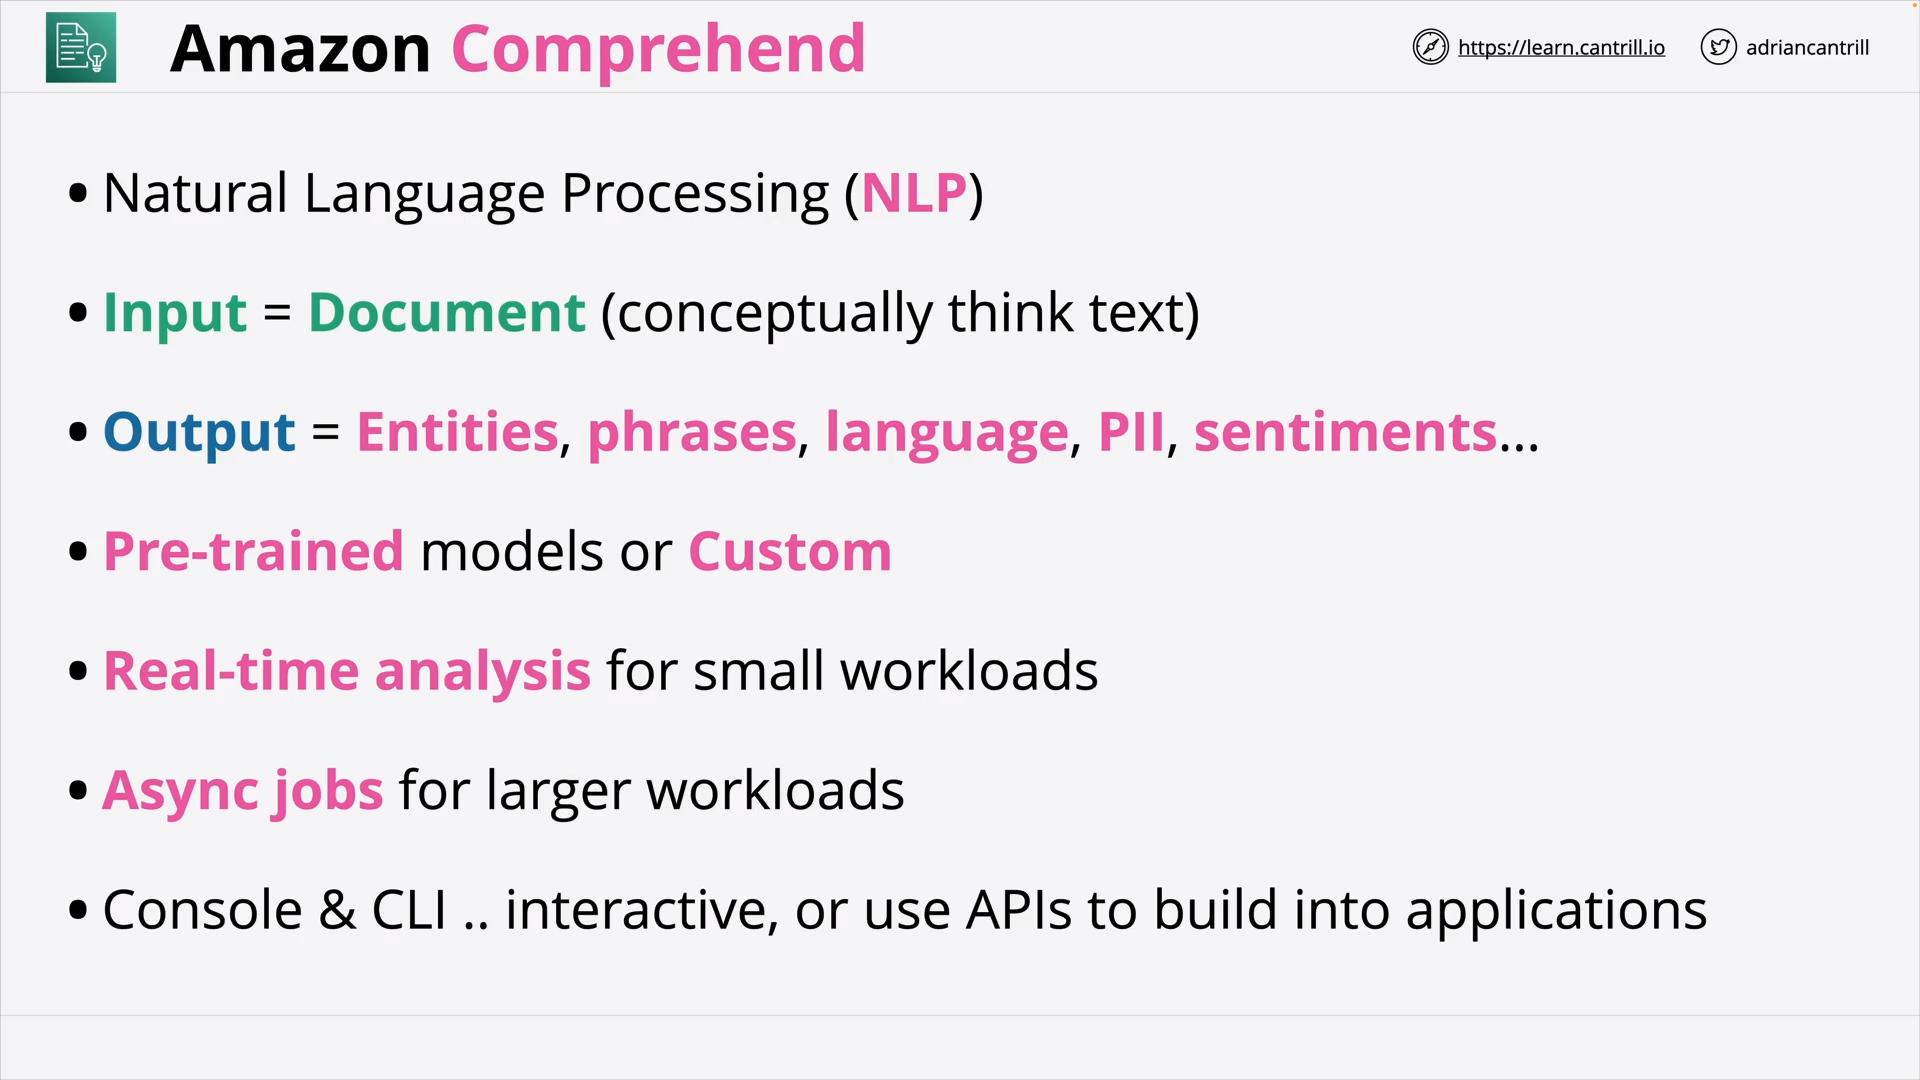 Amazon Comprehend
https://learn.cantrill.io
adriancantrill
• Natural Language Processing (NLP)
• Input = Document (conceptually think text)
• Output = Entities, phrases, language, PII, sentiments...
• Pre-trained models or Custom
• Real-time analysis for small workloads
• Async jobs for larger workloads
• Console & CLI .. interactive, or use APIs to build into applications